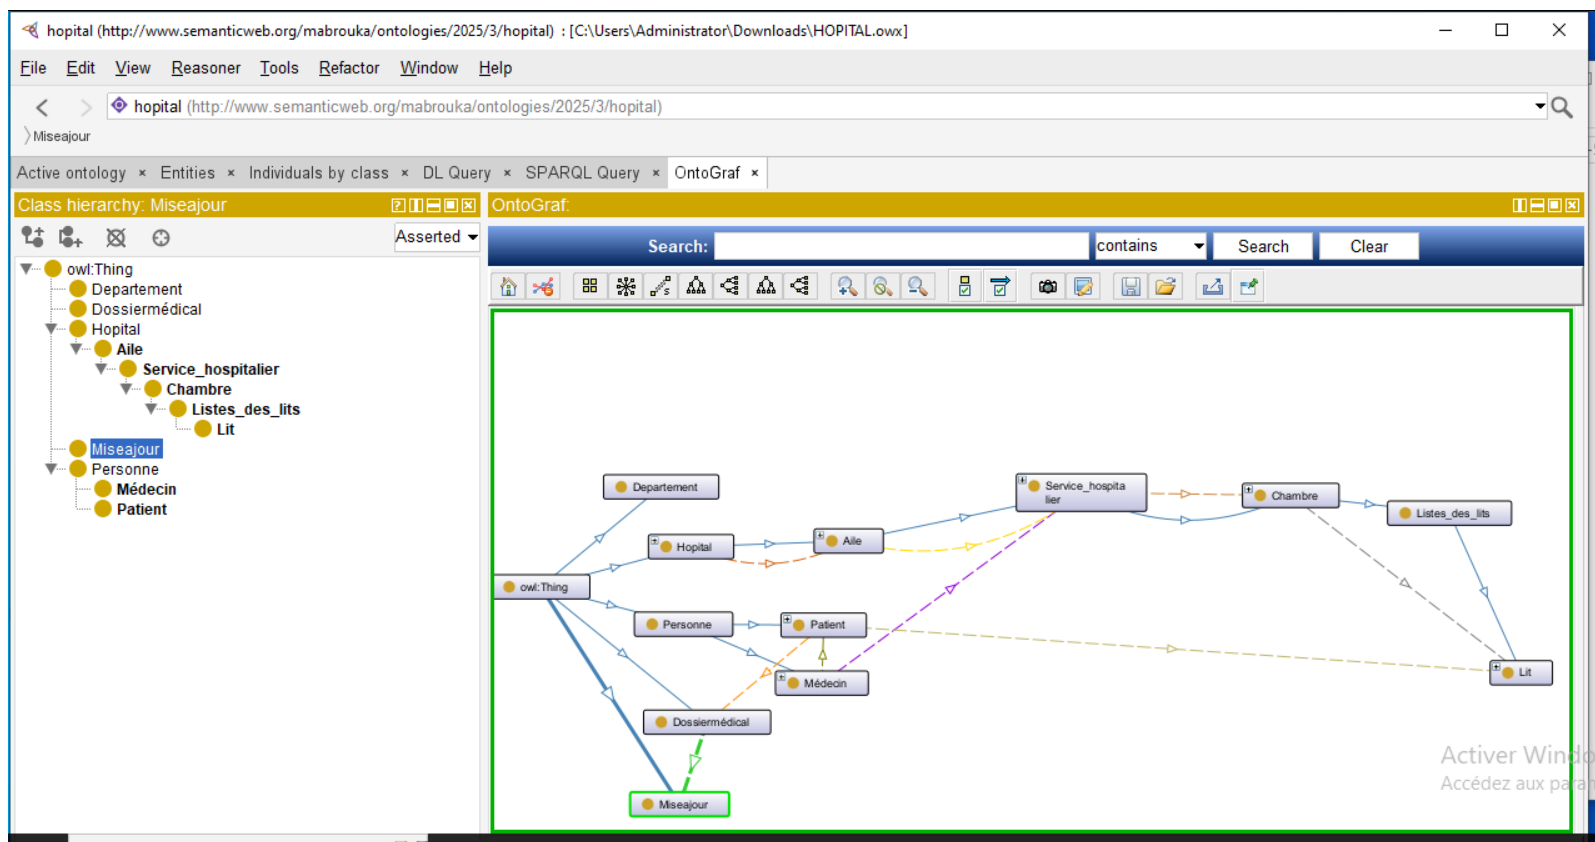 hopital (http://www.semanticweb.org/mabrouka/ontologies/2025/3/hopital) : [C:\Users\Administrator\Downloads\HOPITAL.owx]
File Edit View Reasoner Tools Refactor Window Help
hopital (http://www.semanticweb.org/mabrouka/ontologies/2025/3/hopital)
Miseajour
Active ontology × Entities × Individuals by class × DL Query × SPARQL Query × OntoGraf ×
Class hierarchy: Miseajour
Asserted
owl:Thing
Departement
Dossiermédical
Hopital
Aile
Service_hospitalier
Chambre
Listes_des_lits
Lit
Miseajour
Personne
Médecin
Patient
OntoGraf:
Search: contains Search Clear
Departement
Service_hospita
lier
Chambre
Listes_des_lits
Hopital
Aile
owl:Thing
Personne
Patient
Médecin
Lit
Dossiermédical
Miseajour
Activer Windo
Accédez aux para